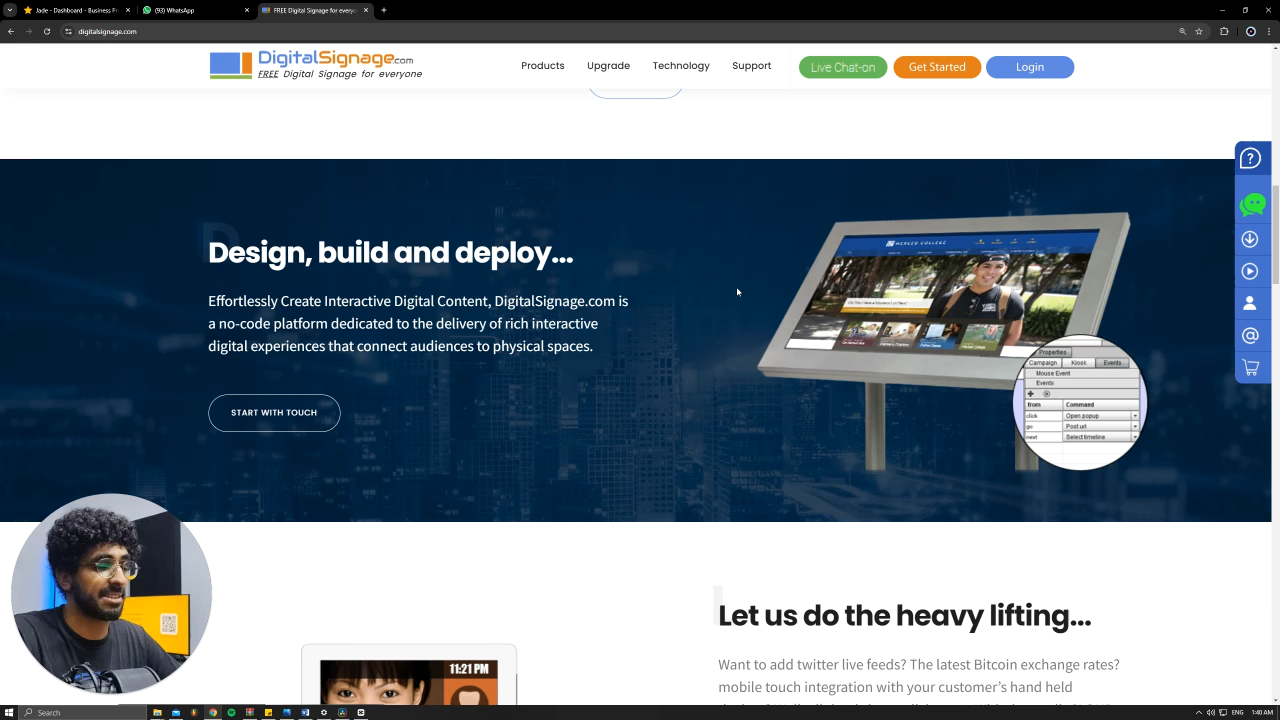 Jade - Dashboard - Business Fr
(93) WhatsApp
FREE Digital Signage for everyo
digitalsignage.com
DigitalSignage.com
FREE Digital Signage for everyone
Products
Upgrade
Technology
Support
Live Chat-on
Get Started
Login
Design, build and deploy...
Effortlessly Create Interactive Digital Content, DigitalSignage.com is
a no-code platform dedicated to the delivery of rich interactive
digital experiences that connect audiences to physical spaces.
START WITH TOUCH
MERCER COLLEGE
Properties
Campaign Kiosk Events
Mouse Event
Events
from Command
click Open popup
go Post url
next Select timeline
Let us do the heavy lifting...
Want to add twitter live feeds? The latest Bitcoin exchange rates?
mobile touch integration with your customer's hand held
11:21 PM
Search
ENG
1:40 AM